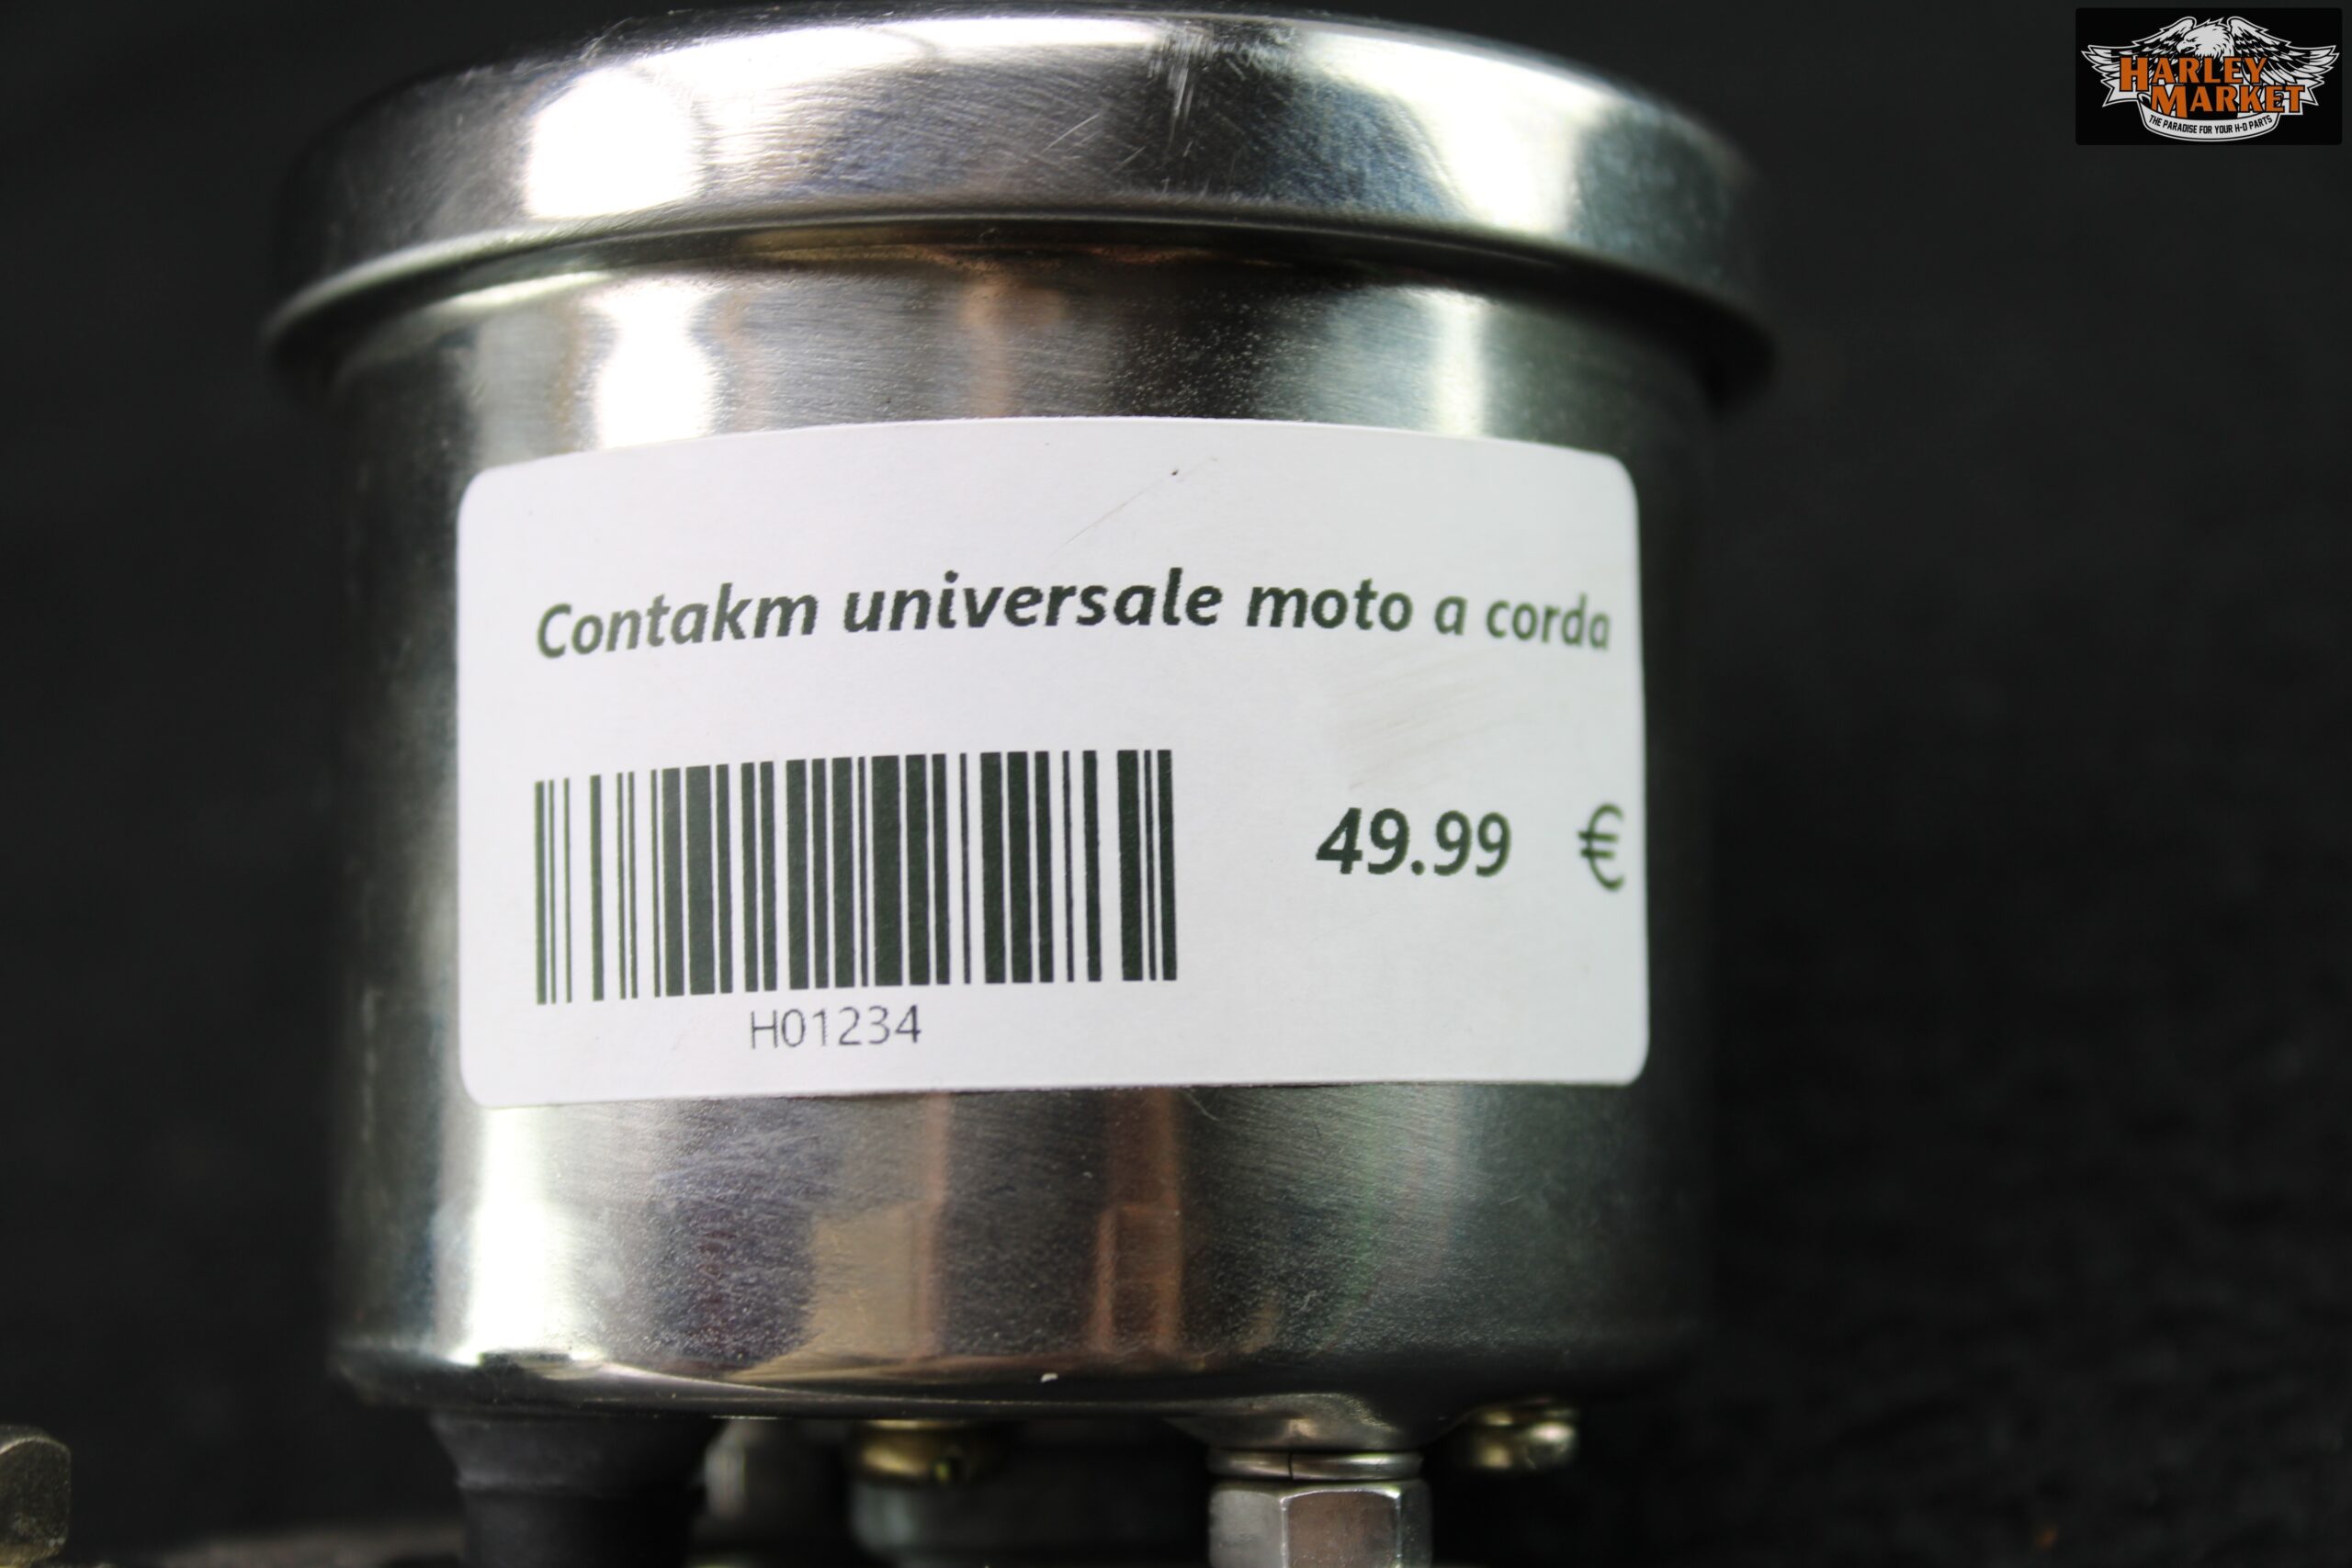 HARLEY
MARKET
THE PARADISE FOR YOUR H-D PARTS
Contakm universale moto a corda
49.99 €
H01234